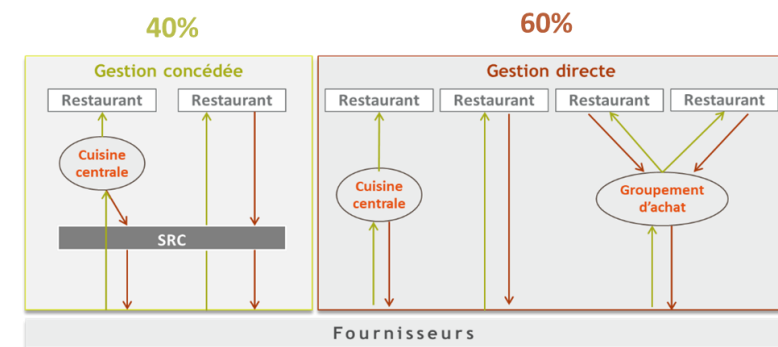 40%
60%
Gestion concédée
Gestion directe
Restaurant
Restaurant
Restaurant
Restaurant
Restaurant
Restaurant
Cuisine
centrale
Cuisine
centrale
Groupement
d'achat
SRC
Fournisseurs